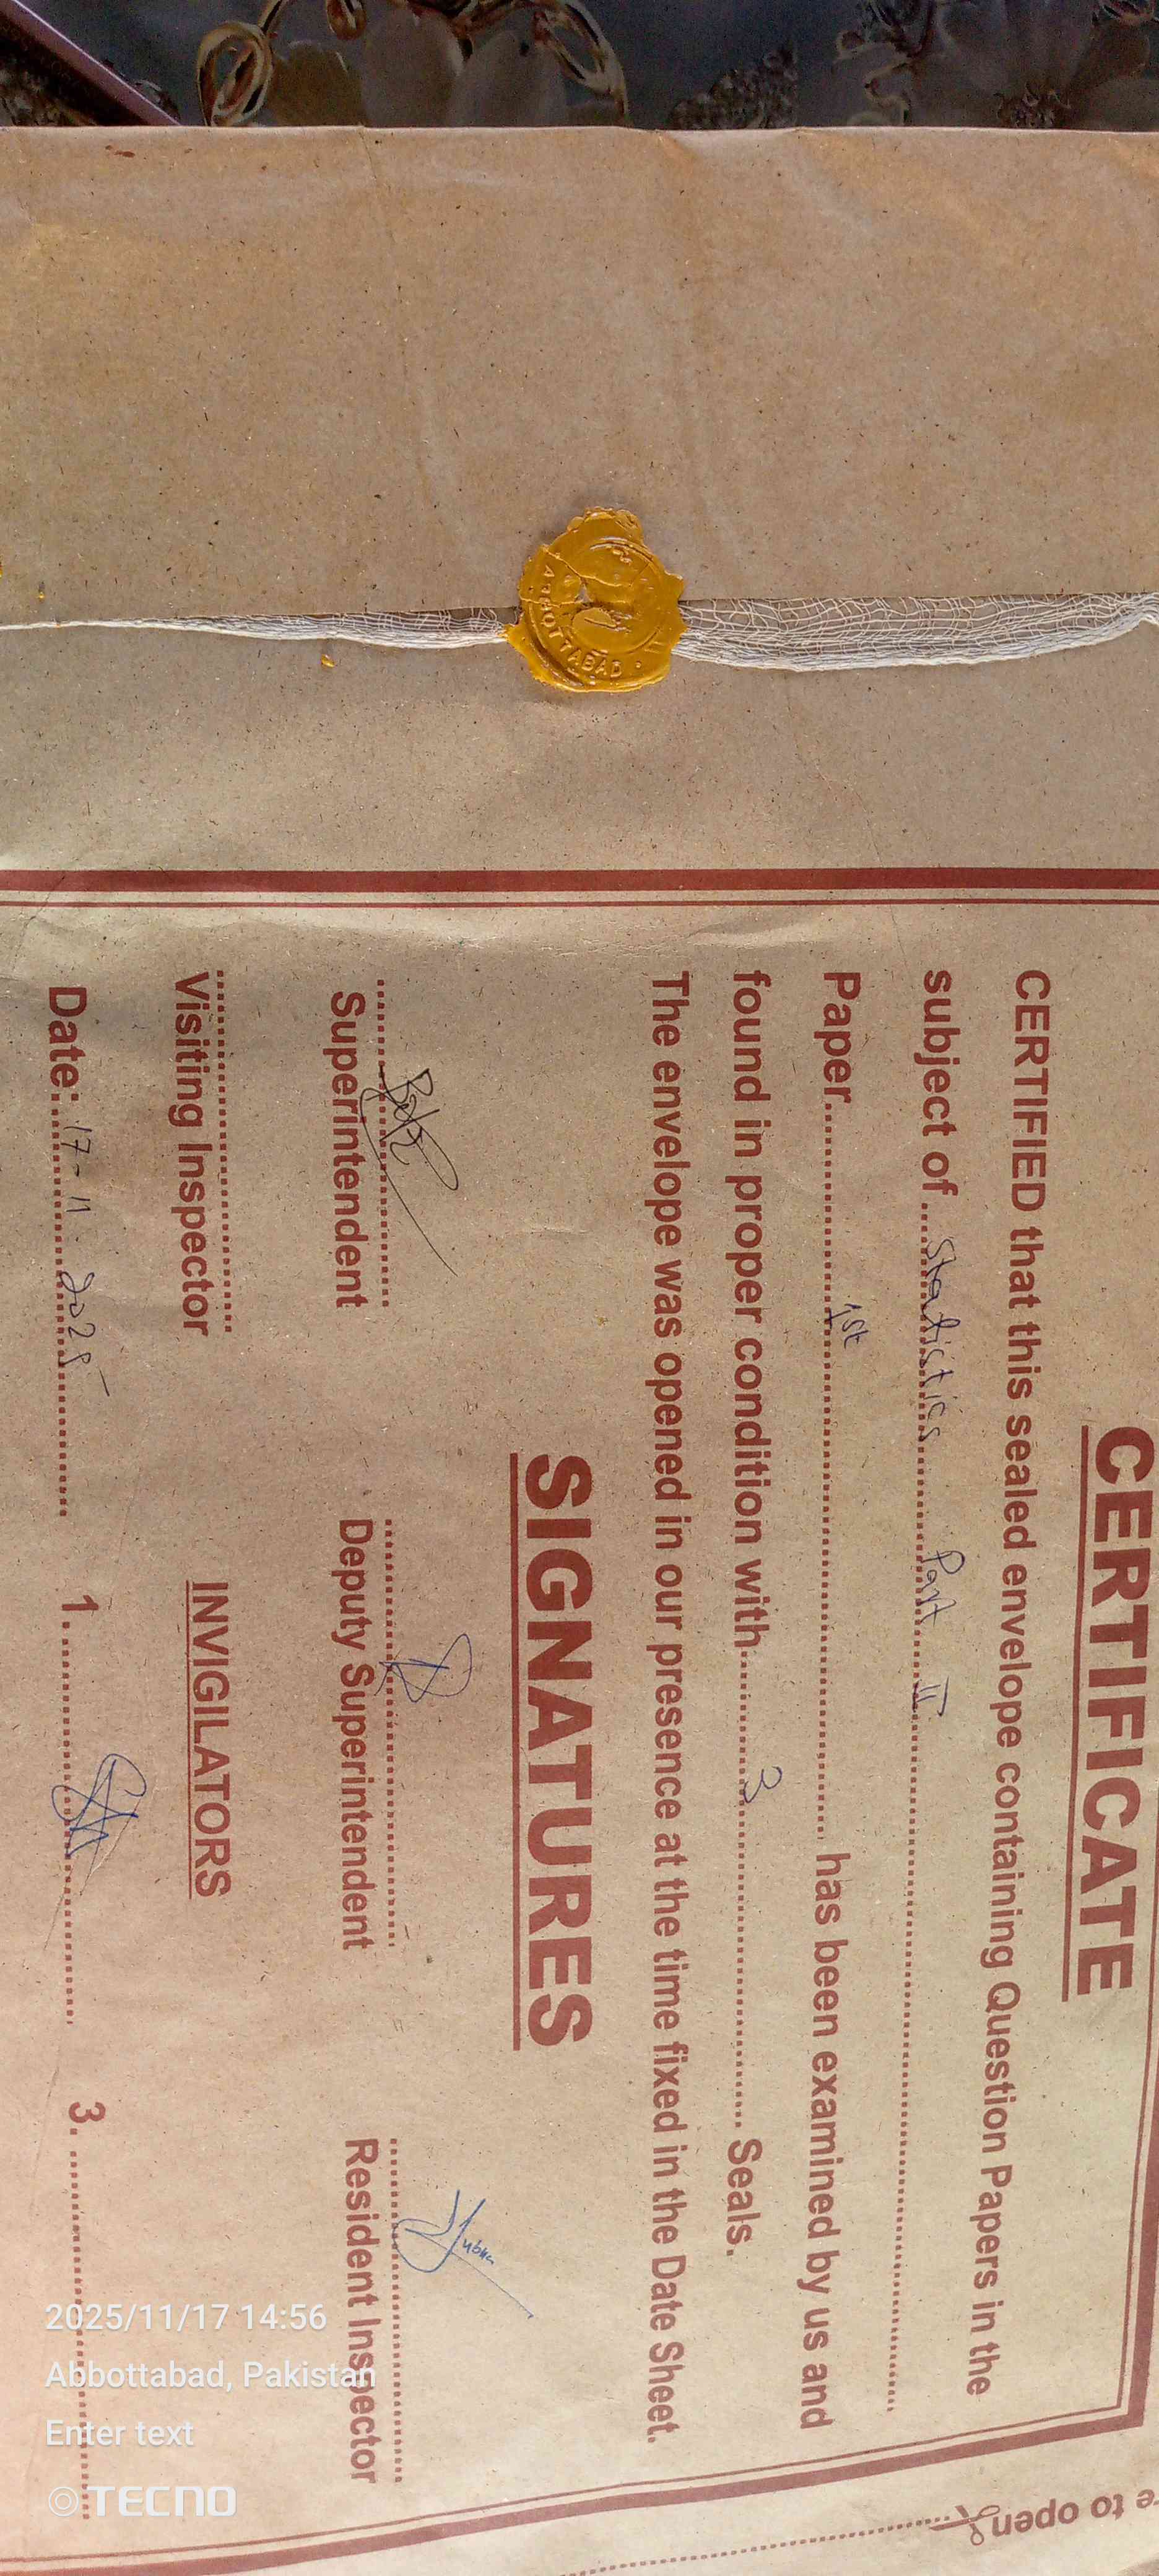 CERTIFICATE
CERTIFIED that this sealed envelope containing Question Papers in the
subject of....Statistics.......Part II.......
Paper.......1st....... has been examined by us and
found in proper condition with.......3....... Seals.
The envelope was opened in our presence at the time fixed in the Date Sheet.
SIGNATURES
Superintendent
Deputy Superintendent
Resident Inspector
Visiting Inspector
INVIGILATORS
Date: 17-11-2025
1.
3.
ABBOTTABAD
re to open
2025/11/17 14:56
Abbottabad, Pakistan
Enter text
TECNO